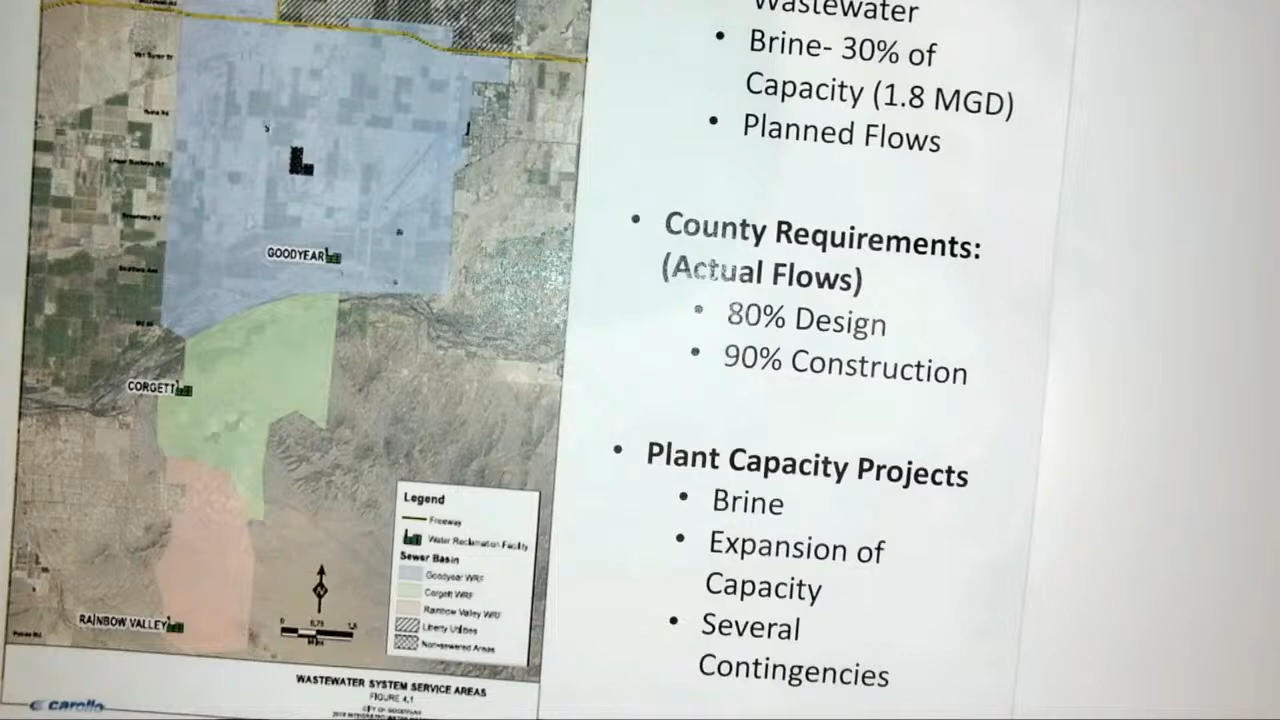 Wastewater
• Brine- 30% of
Capacity (1.8 MGD)
• Planned Flows
• County Requirements:
(Actual Flows)
• 80% Design
• 90% Construction
• Plant Capacity Projects
• Brine
• Expansion of
Capacity
• Several
Contingencies
GOODYEAR
CORGETT
RAINBOW VALLEY
Legend
Freeway
Water Reclamation Facility
Sewer Basin
Goodyear WRF
Corgett WRF
Rainbow Valley WRF
Liberty Utilities
Non-sewered Areas
N
WASTEWATER SYSTEM SERVICE AREAS
FIGURE 4.1
CITY OF GOODYEAR
carollo